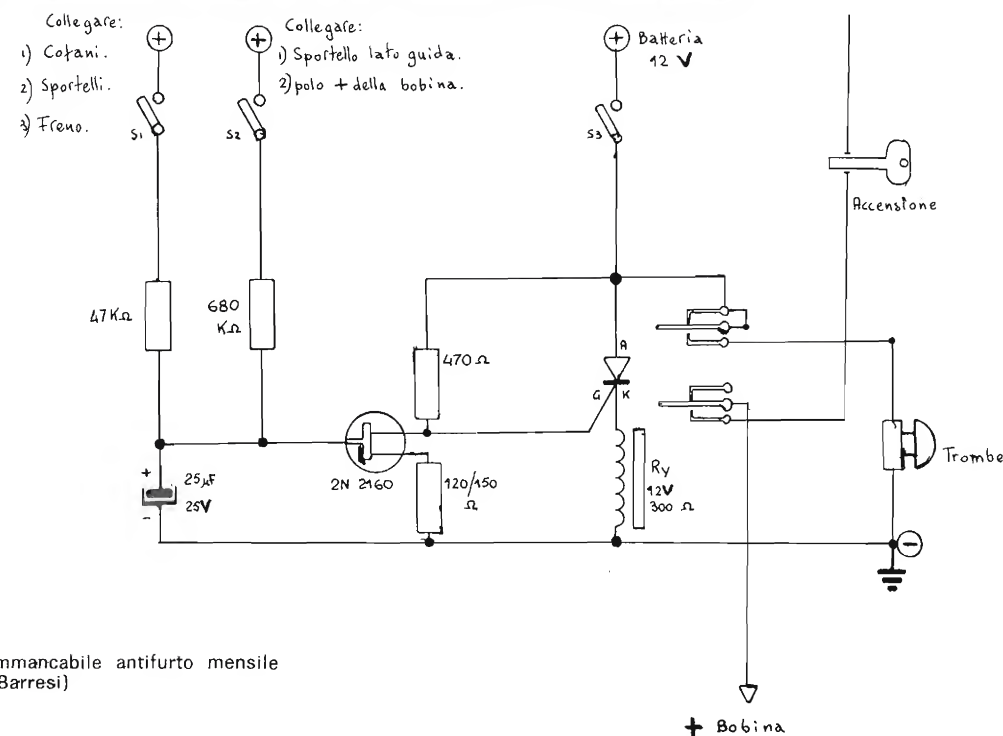 Collegare:
1) Cofani.
2) Sportelli.
3) Freno.
Collegare:
1) Sportello lato guida.
2) polo + della bobina.
Batteria
12 V
S1
S2
S3
Accensione
47KΩ
680
KΩ
470 Ω
A
G K
+
25µF
25V
-
2N 2160
120/150
Ω
Ry
12V
300 Ω
Trombe
mmancabile antifurto mensile
Barresi)
+ Bobina